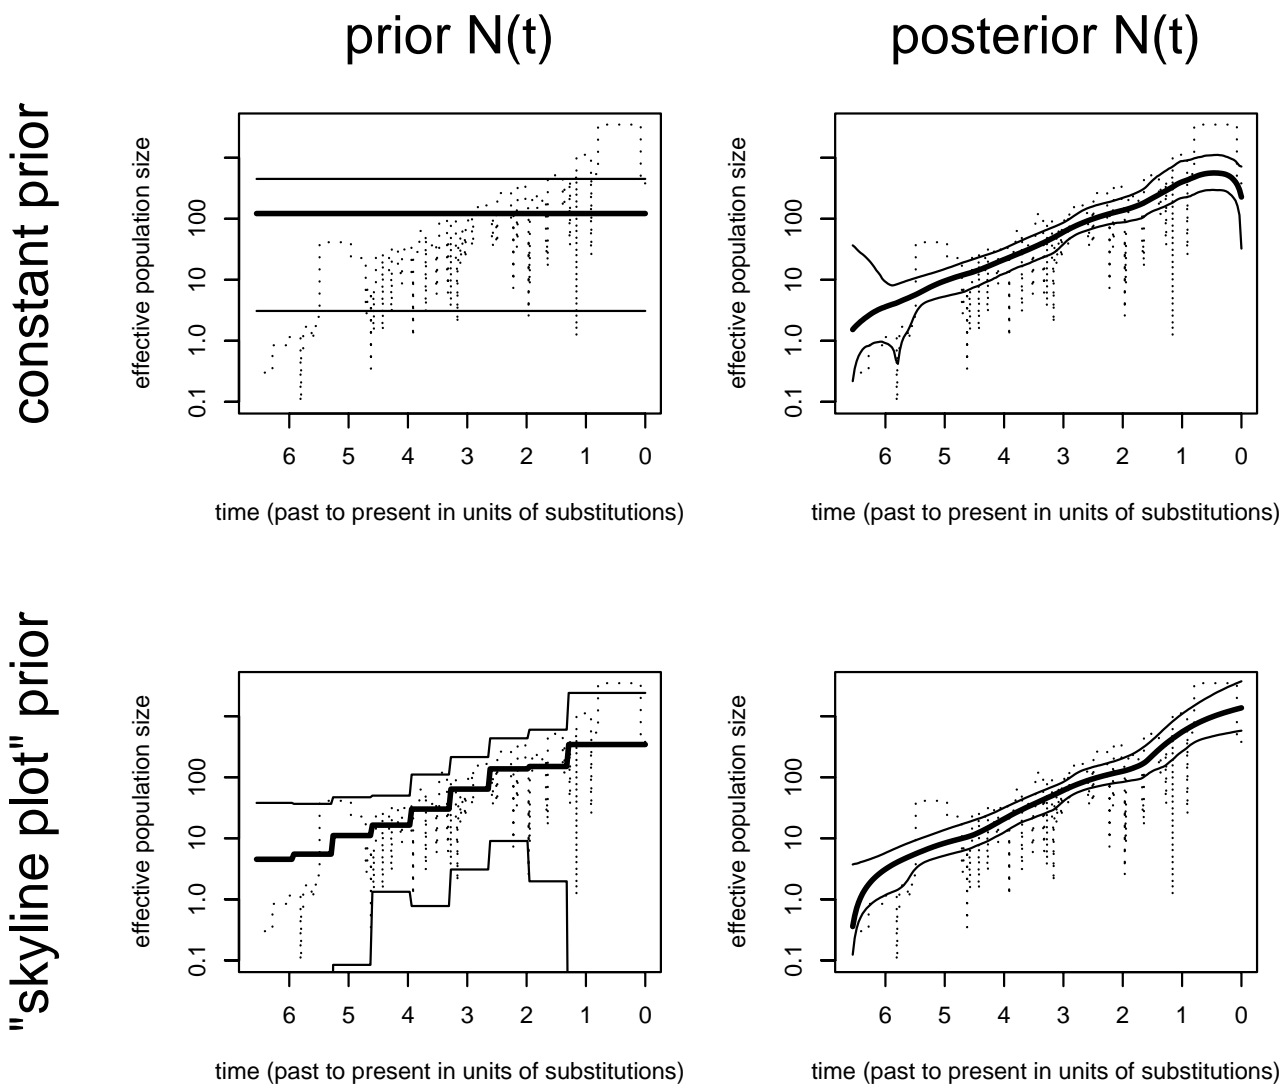 prior N(t)
posterior N(t)
constant prior
effective population size
100
10
1.0
0.1
6 5 4 3 2 1 0
time (past to present in units of substitutions)
effective population size
100
10
1.0
0.1
6 5 4 3 2 1 0
time (past to present in units of substitutions)
"skyline plot" prior
effective population size
100
10
1.0
0.1
6 5 4 3 2 1 0
time (past to present in units of substitutions)
effective population size
100
10
1.0
0.1
6 5 4 3 2 1 0
time (past to present in units of substitutions)